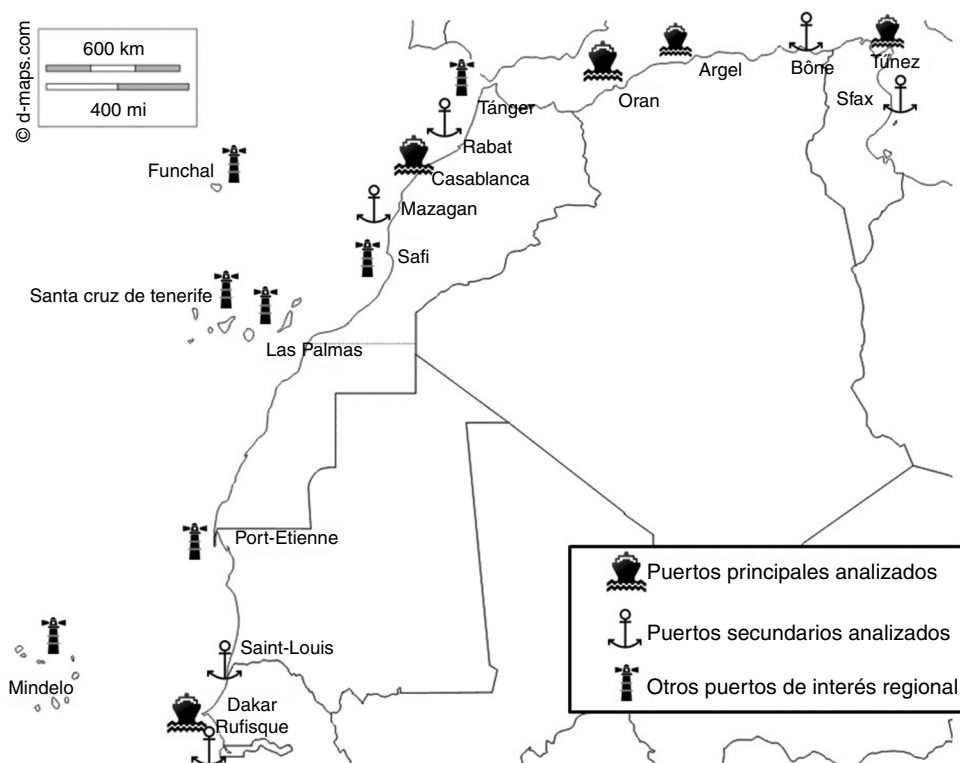 © d-maps.com
600 km
400 mi
Túnez
Argel
Bône
Oran
Sfax
Tánger
Rabat
Funchal
Casablanca
Mazagan
Safi
Santa cruz de tenerife
Las Palmas
Port-Etienne
Puertos principales analizados
Puertos secundarios analizados
Otros puertos de interés regional
Saint-Louis
Mindelo
Dakar
Rufisque